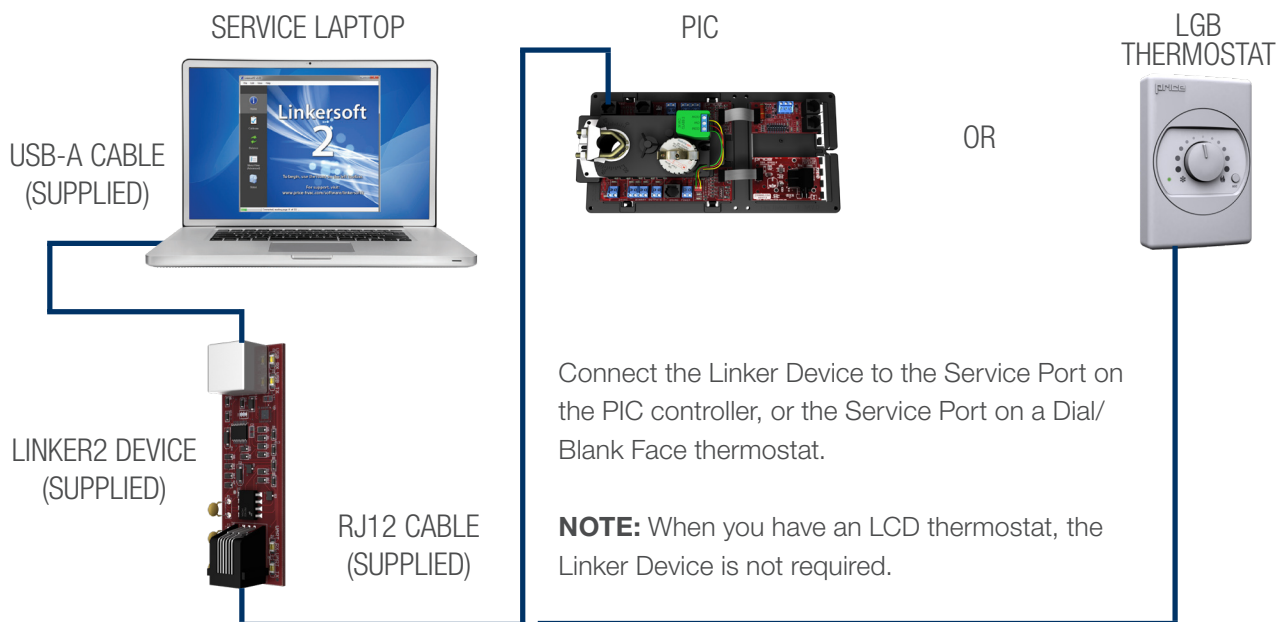 SERVICE LAPTOP
PIC
LGB
THERMOSTAT
price
Linkersoft
2
OR
USB-A CABLE
(SUPPLIED)
Connect the Linker Device to the Service Port on
the PIC controller, or the Service Port on a Dial/
Blank Face thermostat.
LINKER2 DEVICE
(SUPPLIED)
RJ12 CABLE
(SUPPLIED)
NOTE: When you have an LCD thermostat, the
Linker Device is not required.